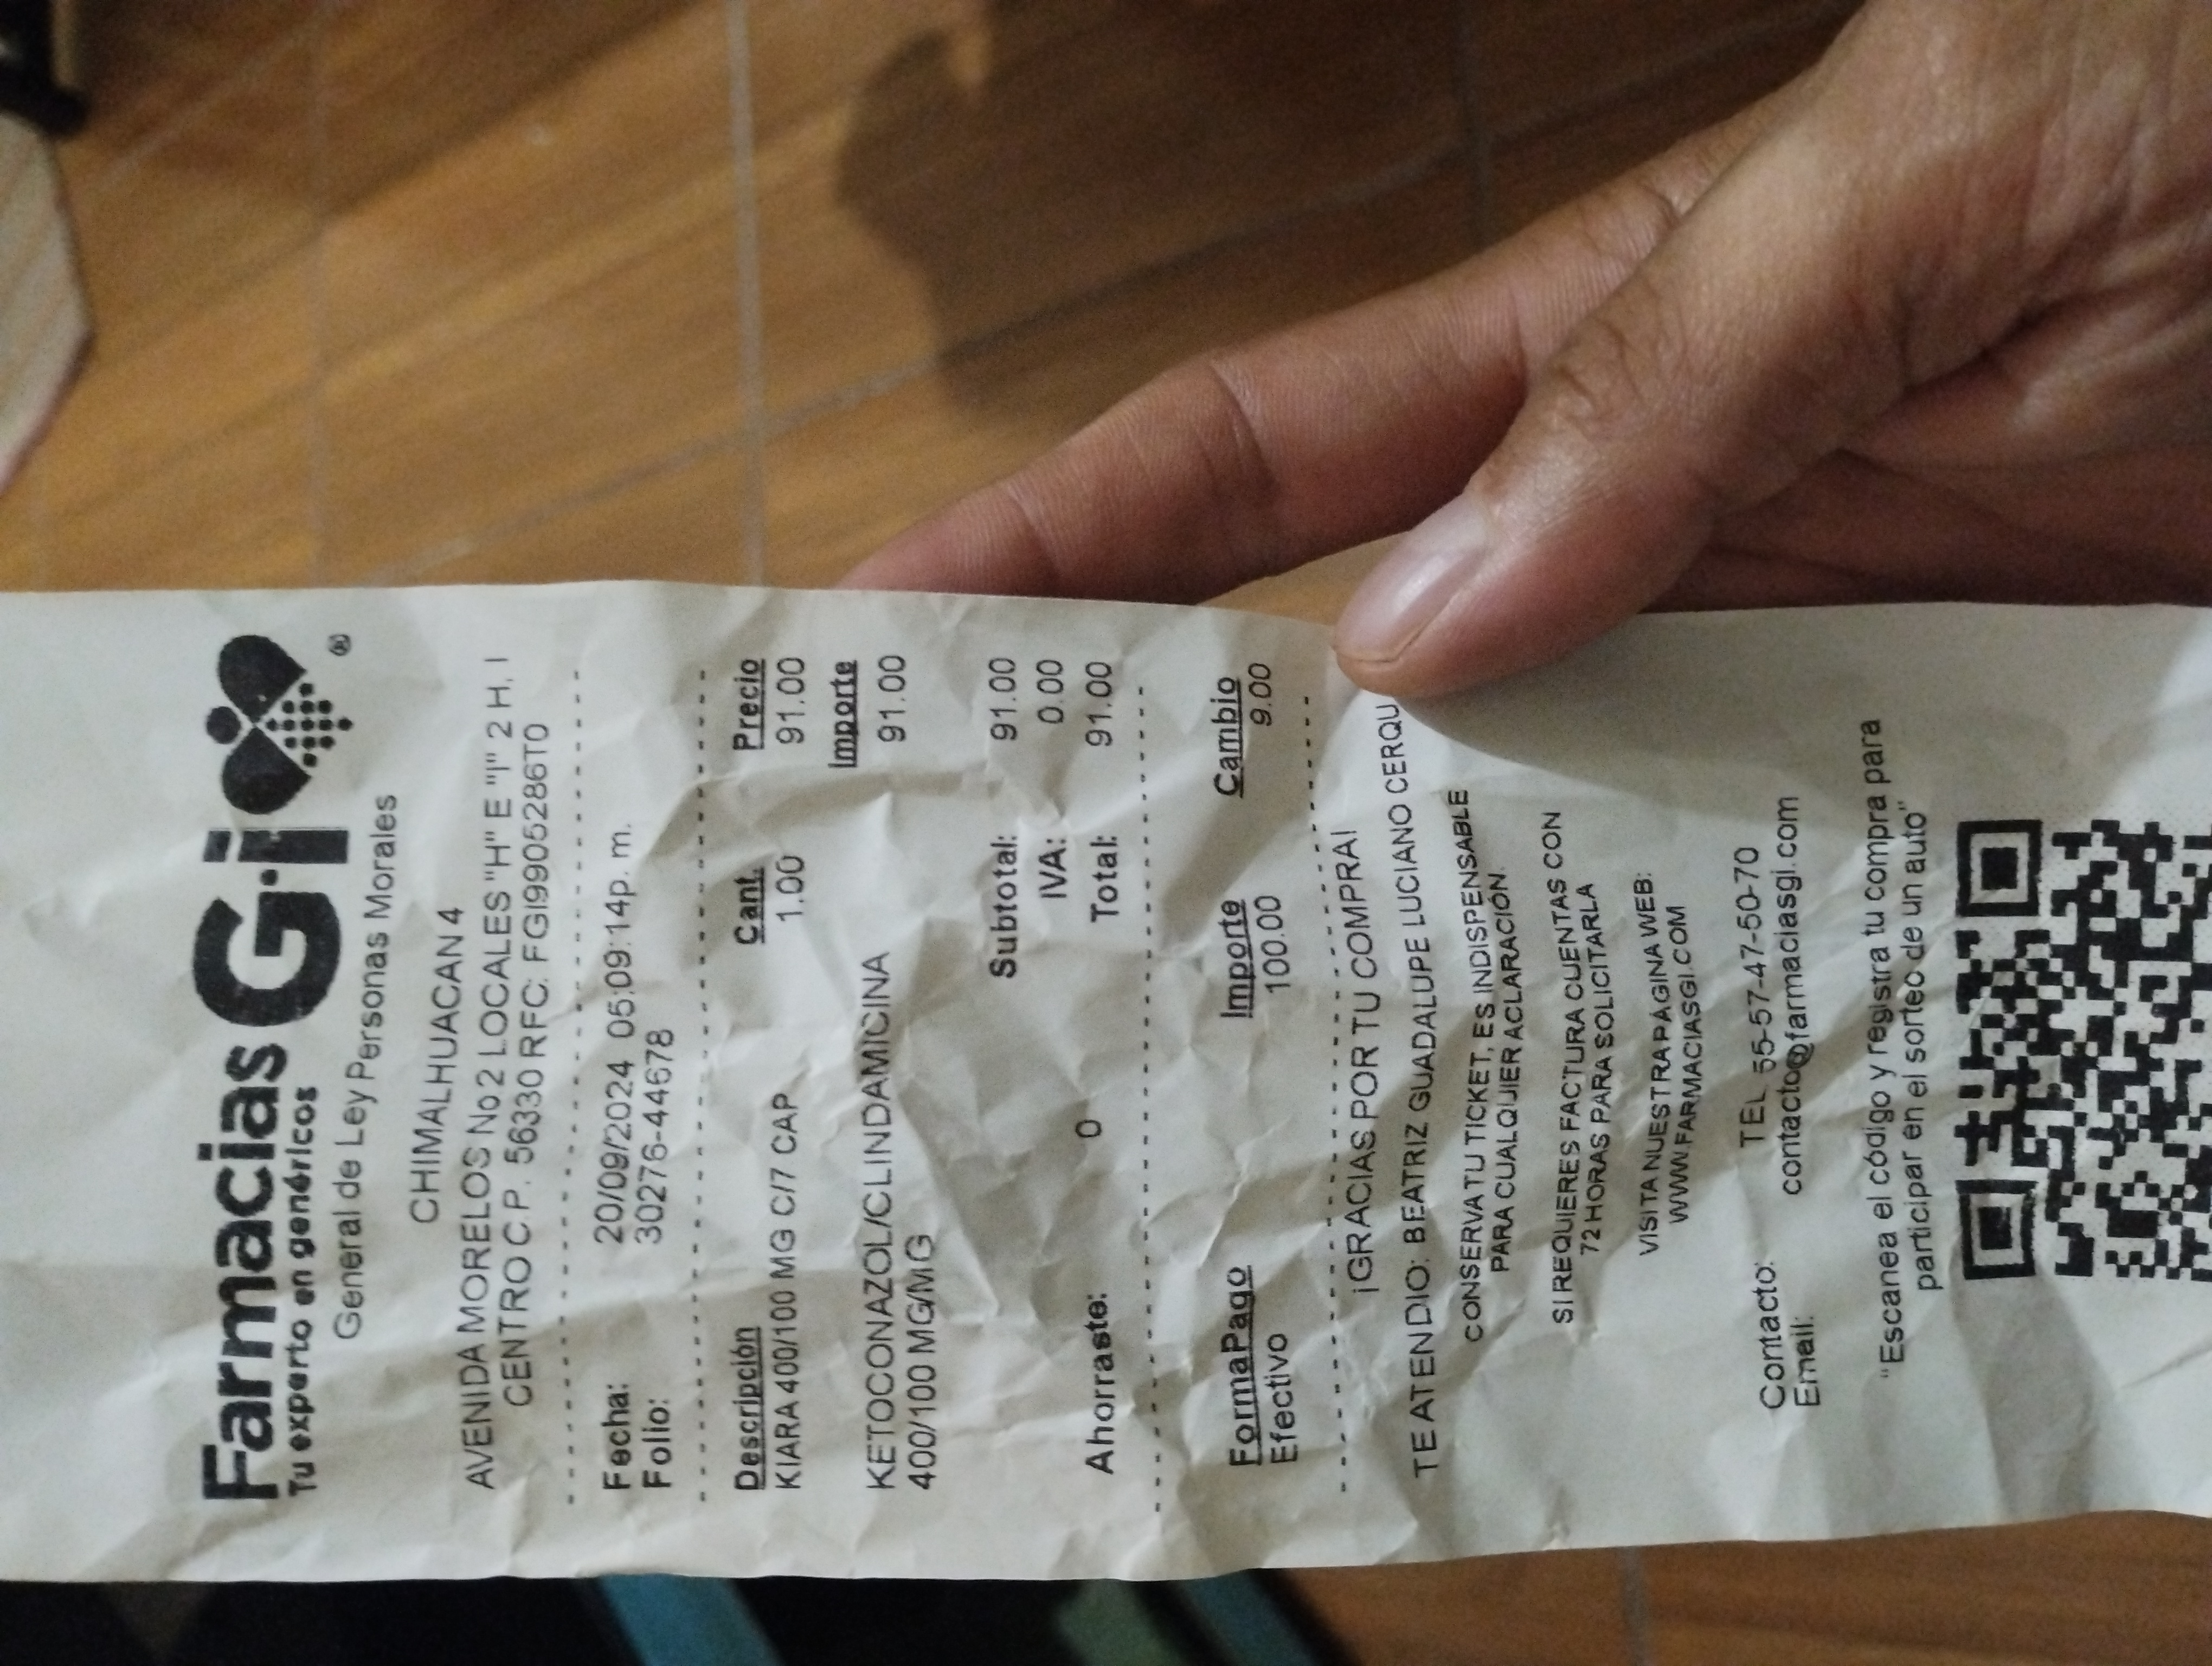 Farmacias Gi ®
Tu experto en genéricos
General de Ley Personas Morales
CHIMALHUACAN 4
AVENIDA MORELOS No 2 LOCALES "H" E "I" 2 H, I
CENTRO C.P. 56330 RFC: FGI9905286T0
Fecha: 20/09/2024 05:09:14p. m.
Folio: 30276-44678
Descripción Cant. Precio
KIARA 400/100 MG C/7 CAP 1.00 91.00
Importe
KETOCONAZOL/CLINDAMICINA 91.00
400/100 MG/MG
Subtotal: 91.00
IVA: 0.00
Ahorraste: 0 Total: 91.00
FormaPago Importe Cambio
Efectivo 100.00 9.00
¡GRACIAS POR TU COMPRA!
TE ATENDIO: BEATRIZ GUADALUPE LUCIANO CERQU
CONSERVA TU TICKET, ES INDISPENSABLE
PARA CUALQUIER ACLARACIÓN.
SI REQUIERES FACTURA CUENTAS CON
72 HORAS PARA SOLICITARLA
VISITA NUESTRA PÁGINA WEB:
WWW.FARMACIASGI.COM
Contacto: TEL 55-57-47-50-70
Email: contacto@farmaciasgi.com
"Escanea el código y registra tu compra para
participar en el sorteo de un auto"